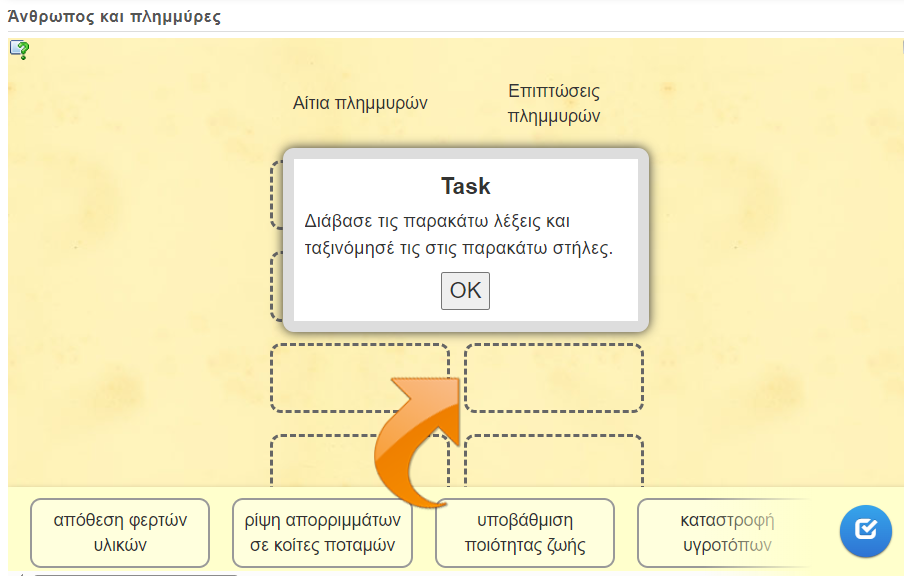 Άνθρωπος και πλημμύρες
Αίτια πλημμυρών
Επιπτώσεις
πλημμυρών
Task
Διάβασε τις παρακάτω λέξεις και
ταξινόμησέ τις στις παρακάτω στήλες.
OK
απόθεση φερτών
υλικών
ρίψη απορριμμάτων
σε κοίτες ποταμών
υποβάθμιση
ποιότητας ζωής
καταστροφή
υγροτόπων